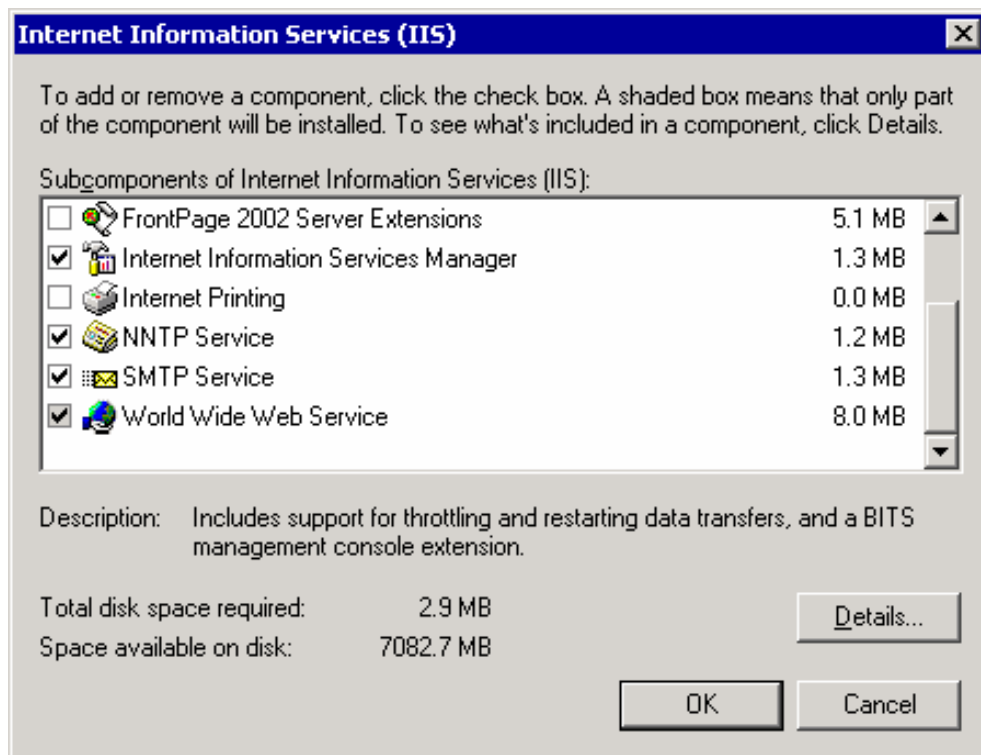 Internet Information Services (IIS)
To add or remove a component, click the check box. A shaded box means that only part
of the component will be installed. To see what's included in a component, click Details.
Subcomponents of Internet Information Services (IIS):
FrontPage 2002 Server Extensions 5.1 MB
Internet Information Services Manager 1.3 MB
Internet Printing 0.0 MB
NNTP Service 1.2 MB
SMTP Service 1.3 MB
World Wide Web Service 8.0 MB
Description: Includes support for throttling and restarting data transfers, and a BITS
management console extension.
Total disk space required: 2.9 MB
Space available on disk: 7082.7 MB
Details...
OK Cancel